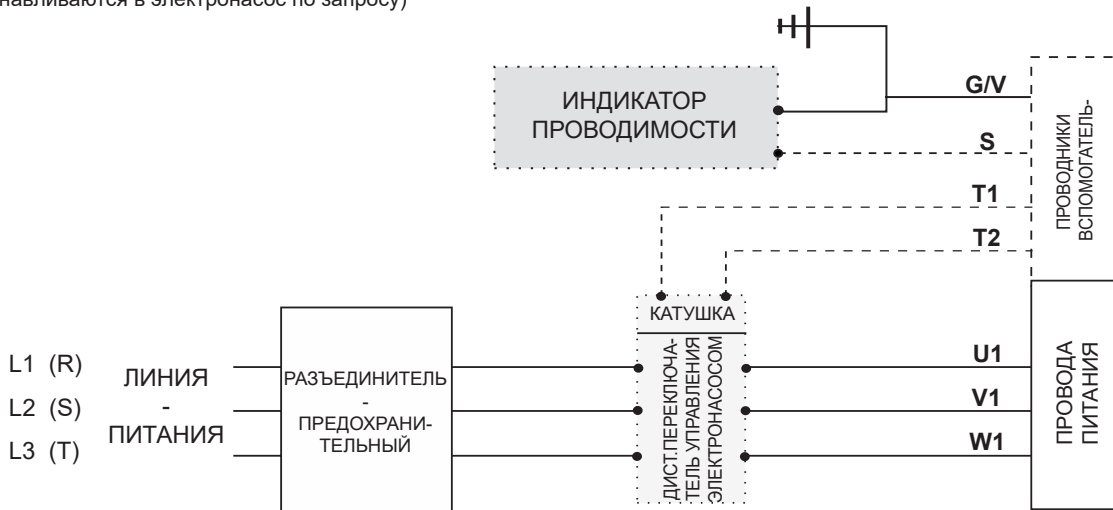 навливаются в электронасос по запросу)
ИНДИКАТОР
ПРОВОДИМОСТИ
G/V
S
T1
T2
ПРОВОДНИКИ
ВСПОМОГАТЕЛЬ-
L1 (R)
L2 (S)
L3 (T)
ЛИНИЯ
-
ПИТАНИЯ
РАЗЪЕДИНИТЕЛЬ
-
ПРЕДОХРАНИ-
ТЕЛЬНЫЙ
КАТУШКА
ДИСТ.ПЕРЕКЛЮЧА-
ТЕЛЬ УПРАВЛЕНИЯ
ЭЛЕКТРОНАСОСОМ
U1
V1
W1
ПРОВОДА
ПИТАНИЯ